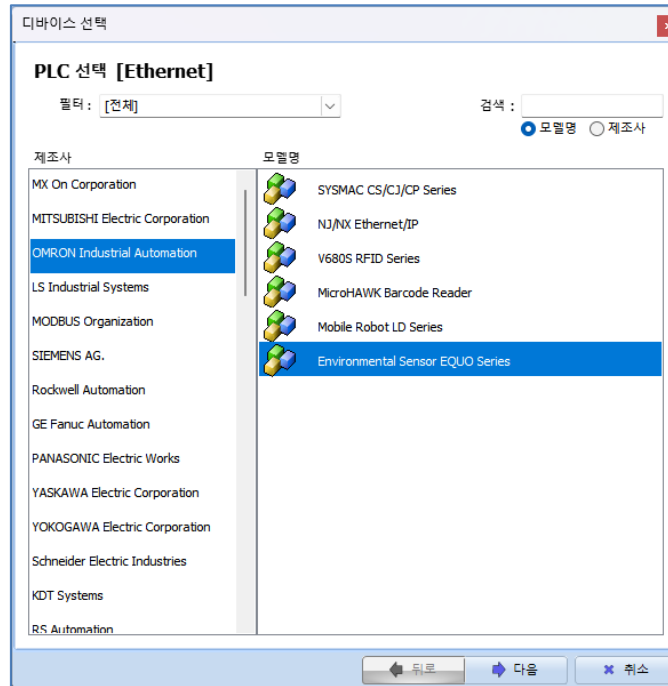 디바이스 선택
PLC 선택 [Ethernet]
필터 : [전체]
검색 :
모델명 제조사
제조사
MX On Corporation
MITSUBISHI Electric Corporation
OMRON Industrial Automation
LS Industrial Systems
MODBUS Organization
SIEMENS AG.
Rockwell Automation
GE Fanuc Automation
PANASONIC Electric Works
YASKAWA Electric Corporation
YOKOGAWA Electric Corporation
Schneider Electric Industries
KDT Systems
RS Automation
모델명
SYSMAC CS/CJ/CP Series
NJ/NX Ethernet/IP
V680S RFID Series
MicroHAWK Barcode Reader
Mobile Robot LD Series
Environmental Sensor EQUO Series
뒤로
다음
취소